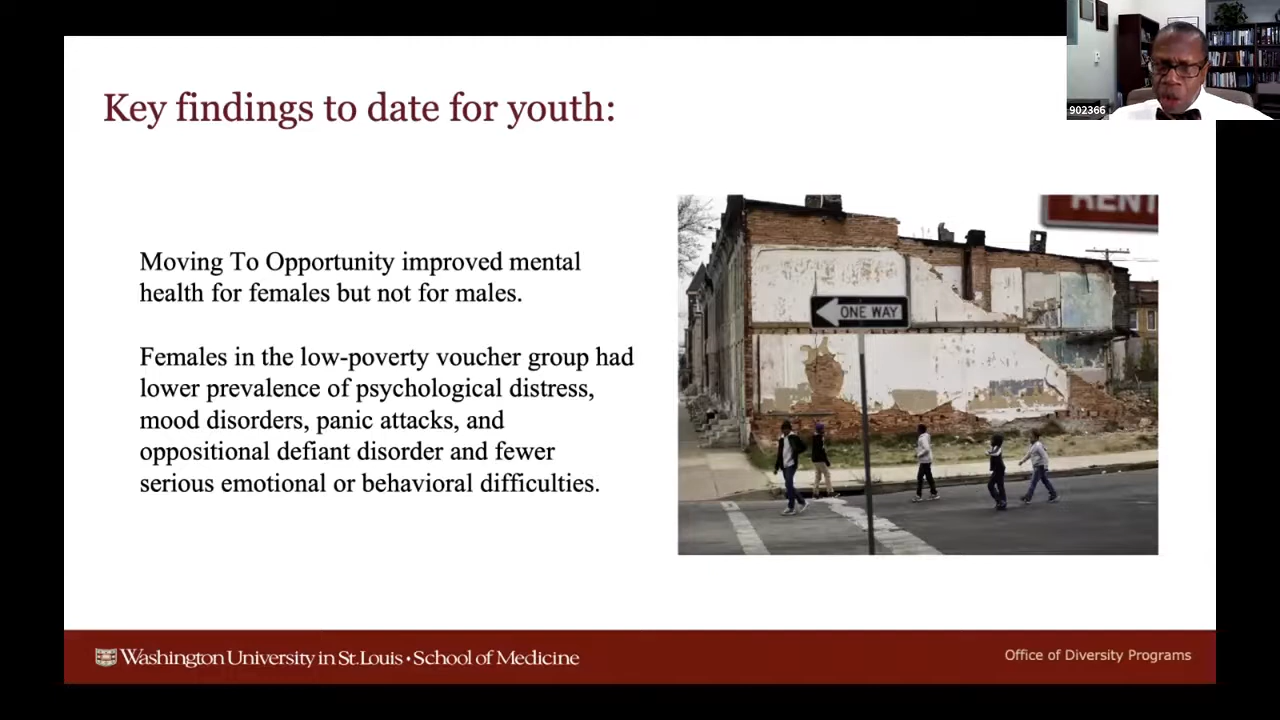 902366
Key findings to date for youth:
Moving To Opportunity improved mental
health for females but not for males.
Females in the low-poverty voucher group had
lower prevalence of psychological distress,
mood disorders, panic attacks, and
oppositional defiant disorder and fewer
serious emotional or behavioral difficulties.
RENT
ONE WAY
Washington University in St. Louis • School of Medicine
Office of Diversity Programs